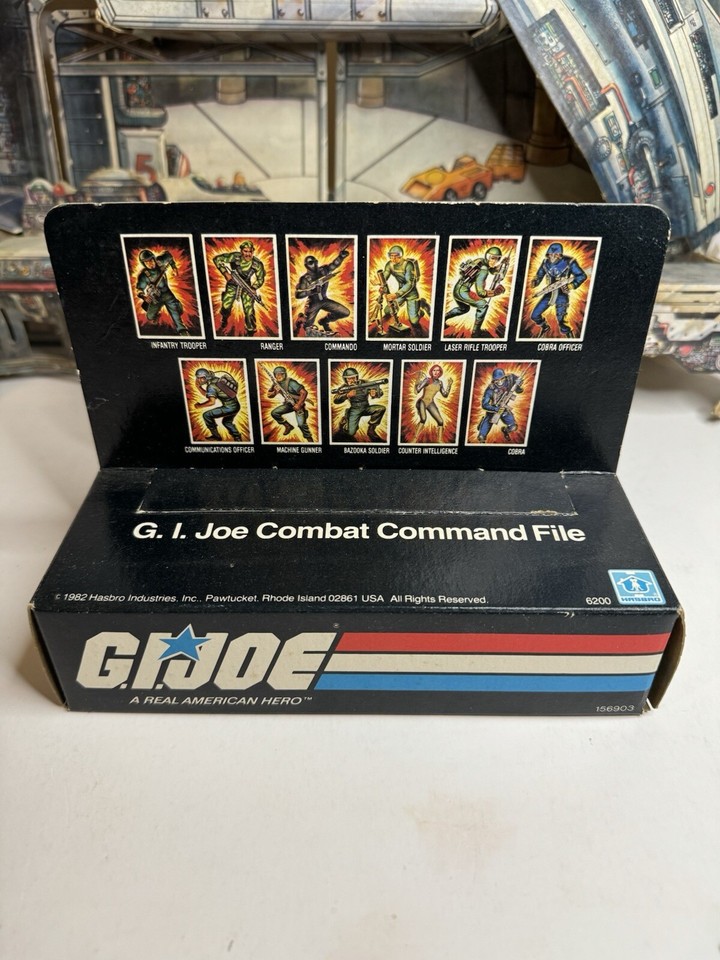 5
INFANTRY TROOPER RANGER COMMANDO MORTAR SOLDIER LASER RIFLE TROOPER COBRA OFFICER
COMMUNICATIONS OFFICER MACHINE GUNNER BAZOOKA SOLDIER COUNTER INTELLIGENCE COBRA
G. I. Joe Combat Command File
© 1982 Hasbro Industries, Inc., Pawtucket, Rhode Island 02861 USA All Rights Reserved. 6200 HASBRO
G.I. JOE
A REAL AMERICAN HERO™ 156903